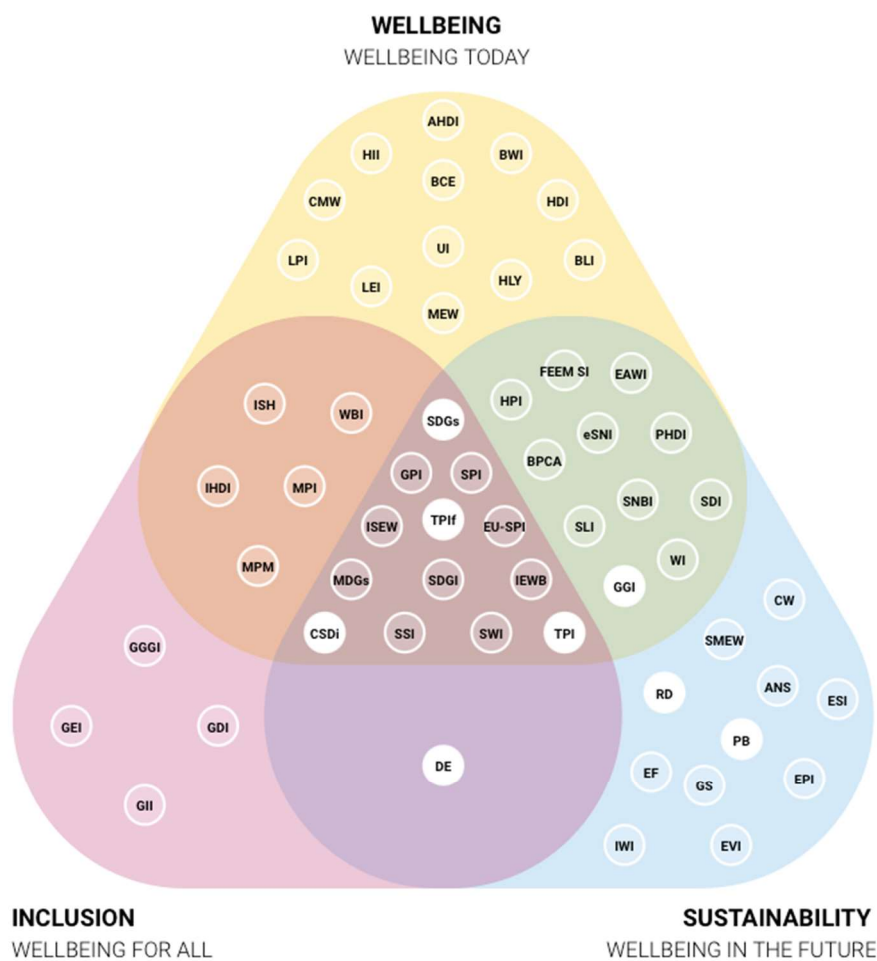 WELLBEING
WELLBEING TODAY
AHDI
HII
BWI
BCE
CMW
HDI
UI
LPI
BLI
HLY
LEI
MEW
FEEM SI
EAWI
HPI
ISH
WBI
SDGs
eSNI
PHDI
BPCA
GPI
SPI
IHDI
MPI
SNBI
SDI
TPIf
ISEW
EU-SPI
SLI
WI
MPM
MDGs
SDGI
IEWB
GGI
CW
CSDi
SSI
SWI
TPI
SMEW
GGGI
ANS
RD
ESI
GEI
GDI
PB
DE
EF
EPI
GS
GII
IWI
EVI
INCLUSION
WELLBEING FOR ALL
SUSTAINABILITY
WELLBEING IN THE FUTURE